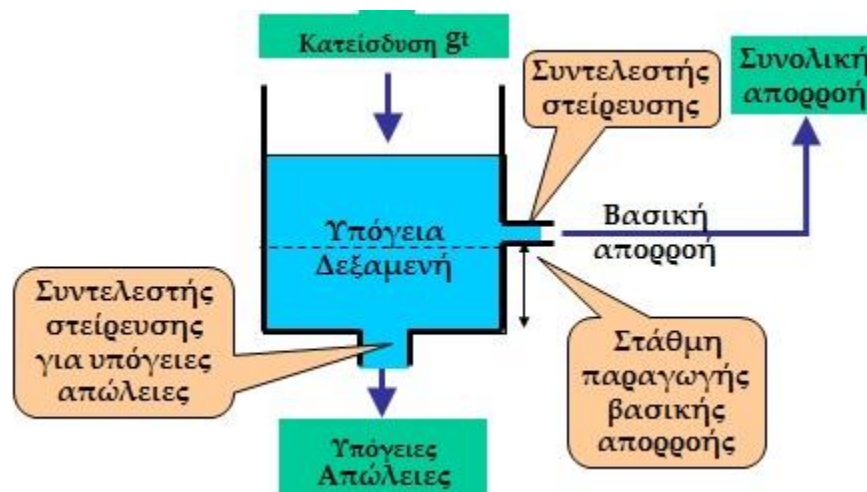 Κατείσδυση gt
Συντελεστής
στείρευσης
Συνολική
απορροή
Βασική
απορροή
Υπόγεια
Δεξαμενή
Συντελεστής
στείρευσης
για υπόγειες
απώλειες
Στάθμη
παραγωγής
βασικής
απορροής
Υπόγειες
Απώλειες